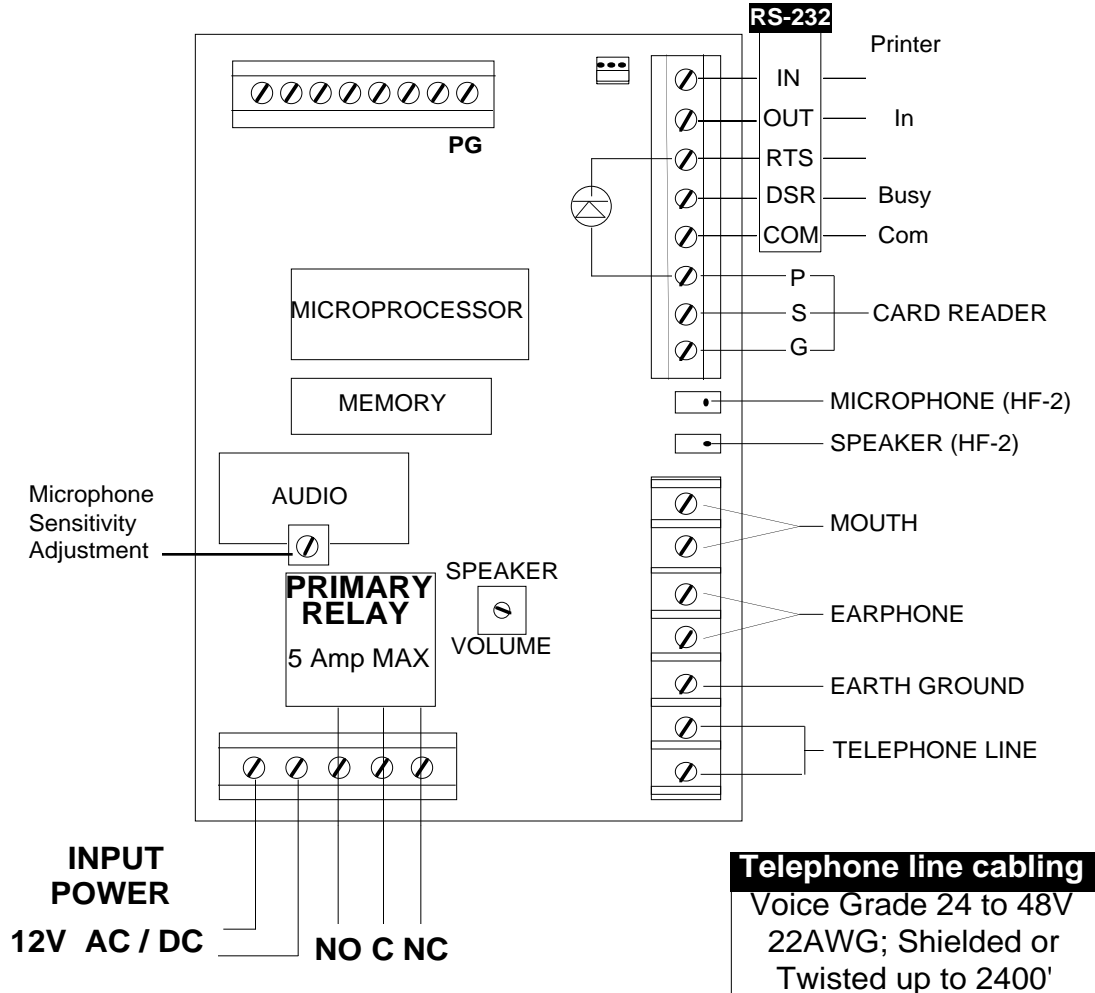 RS-232
Printer
IN
OUT
In
PG
RTS
DSR
Busy
COM
Com
P
MICROPROCESSOR
S
CARD READER
G
MEMORY
MICROPHONE (HF-2)
SPEAKER (HF-2)
Microphone
Sensitivity
Adjustment
AUDIO
MOUTH
PRIMARY
RELAY
5 Amp MAX
SPEAKER
VOLUME
EARPHONE
EARTH GROUND
TELEPHONE LINE
INPUT
POWER
12V AC / DC
NO C NC
Telephone line cabling
Voice Grade 24 to 48V
22AWG; Shielded or
Twisted up to 2400'